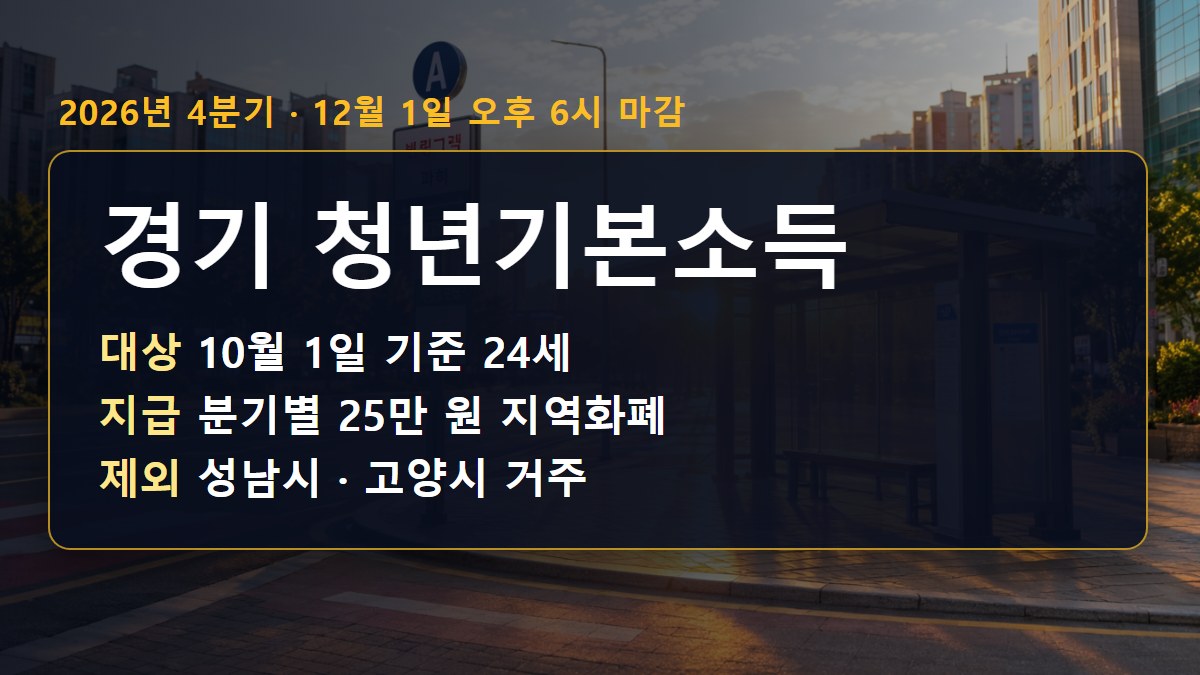 A
2026년 4분기 · 12월 1일 오후 6시 마감
경기 청년기본소득
대상 10월 1일 기준 24세
지급 분기별 25만 원 지역화폐
제외 성남시 · 고양시 거주